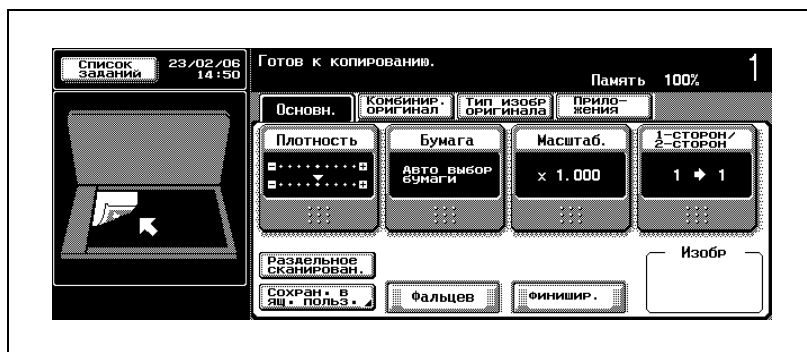 Список
заданий
23/02/06
14:50
Готов к копированию.
Память 100%
1
Основн.
Комбинир.
оригинал
Тип изобр
оригинала
Прило-
жения
Плотность
Бумага
Авто выбор
бумаги
Масштаб.
× 1.000
1-сторон/
2-сторон
1 → 1
Раздельное
сканирован.
Сохран. в
ящ. польз.
Фальцев
Финишир.
Изобр